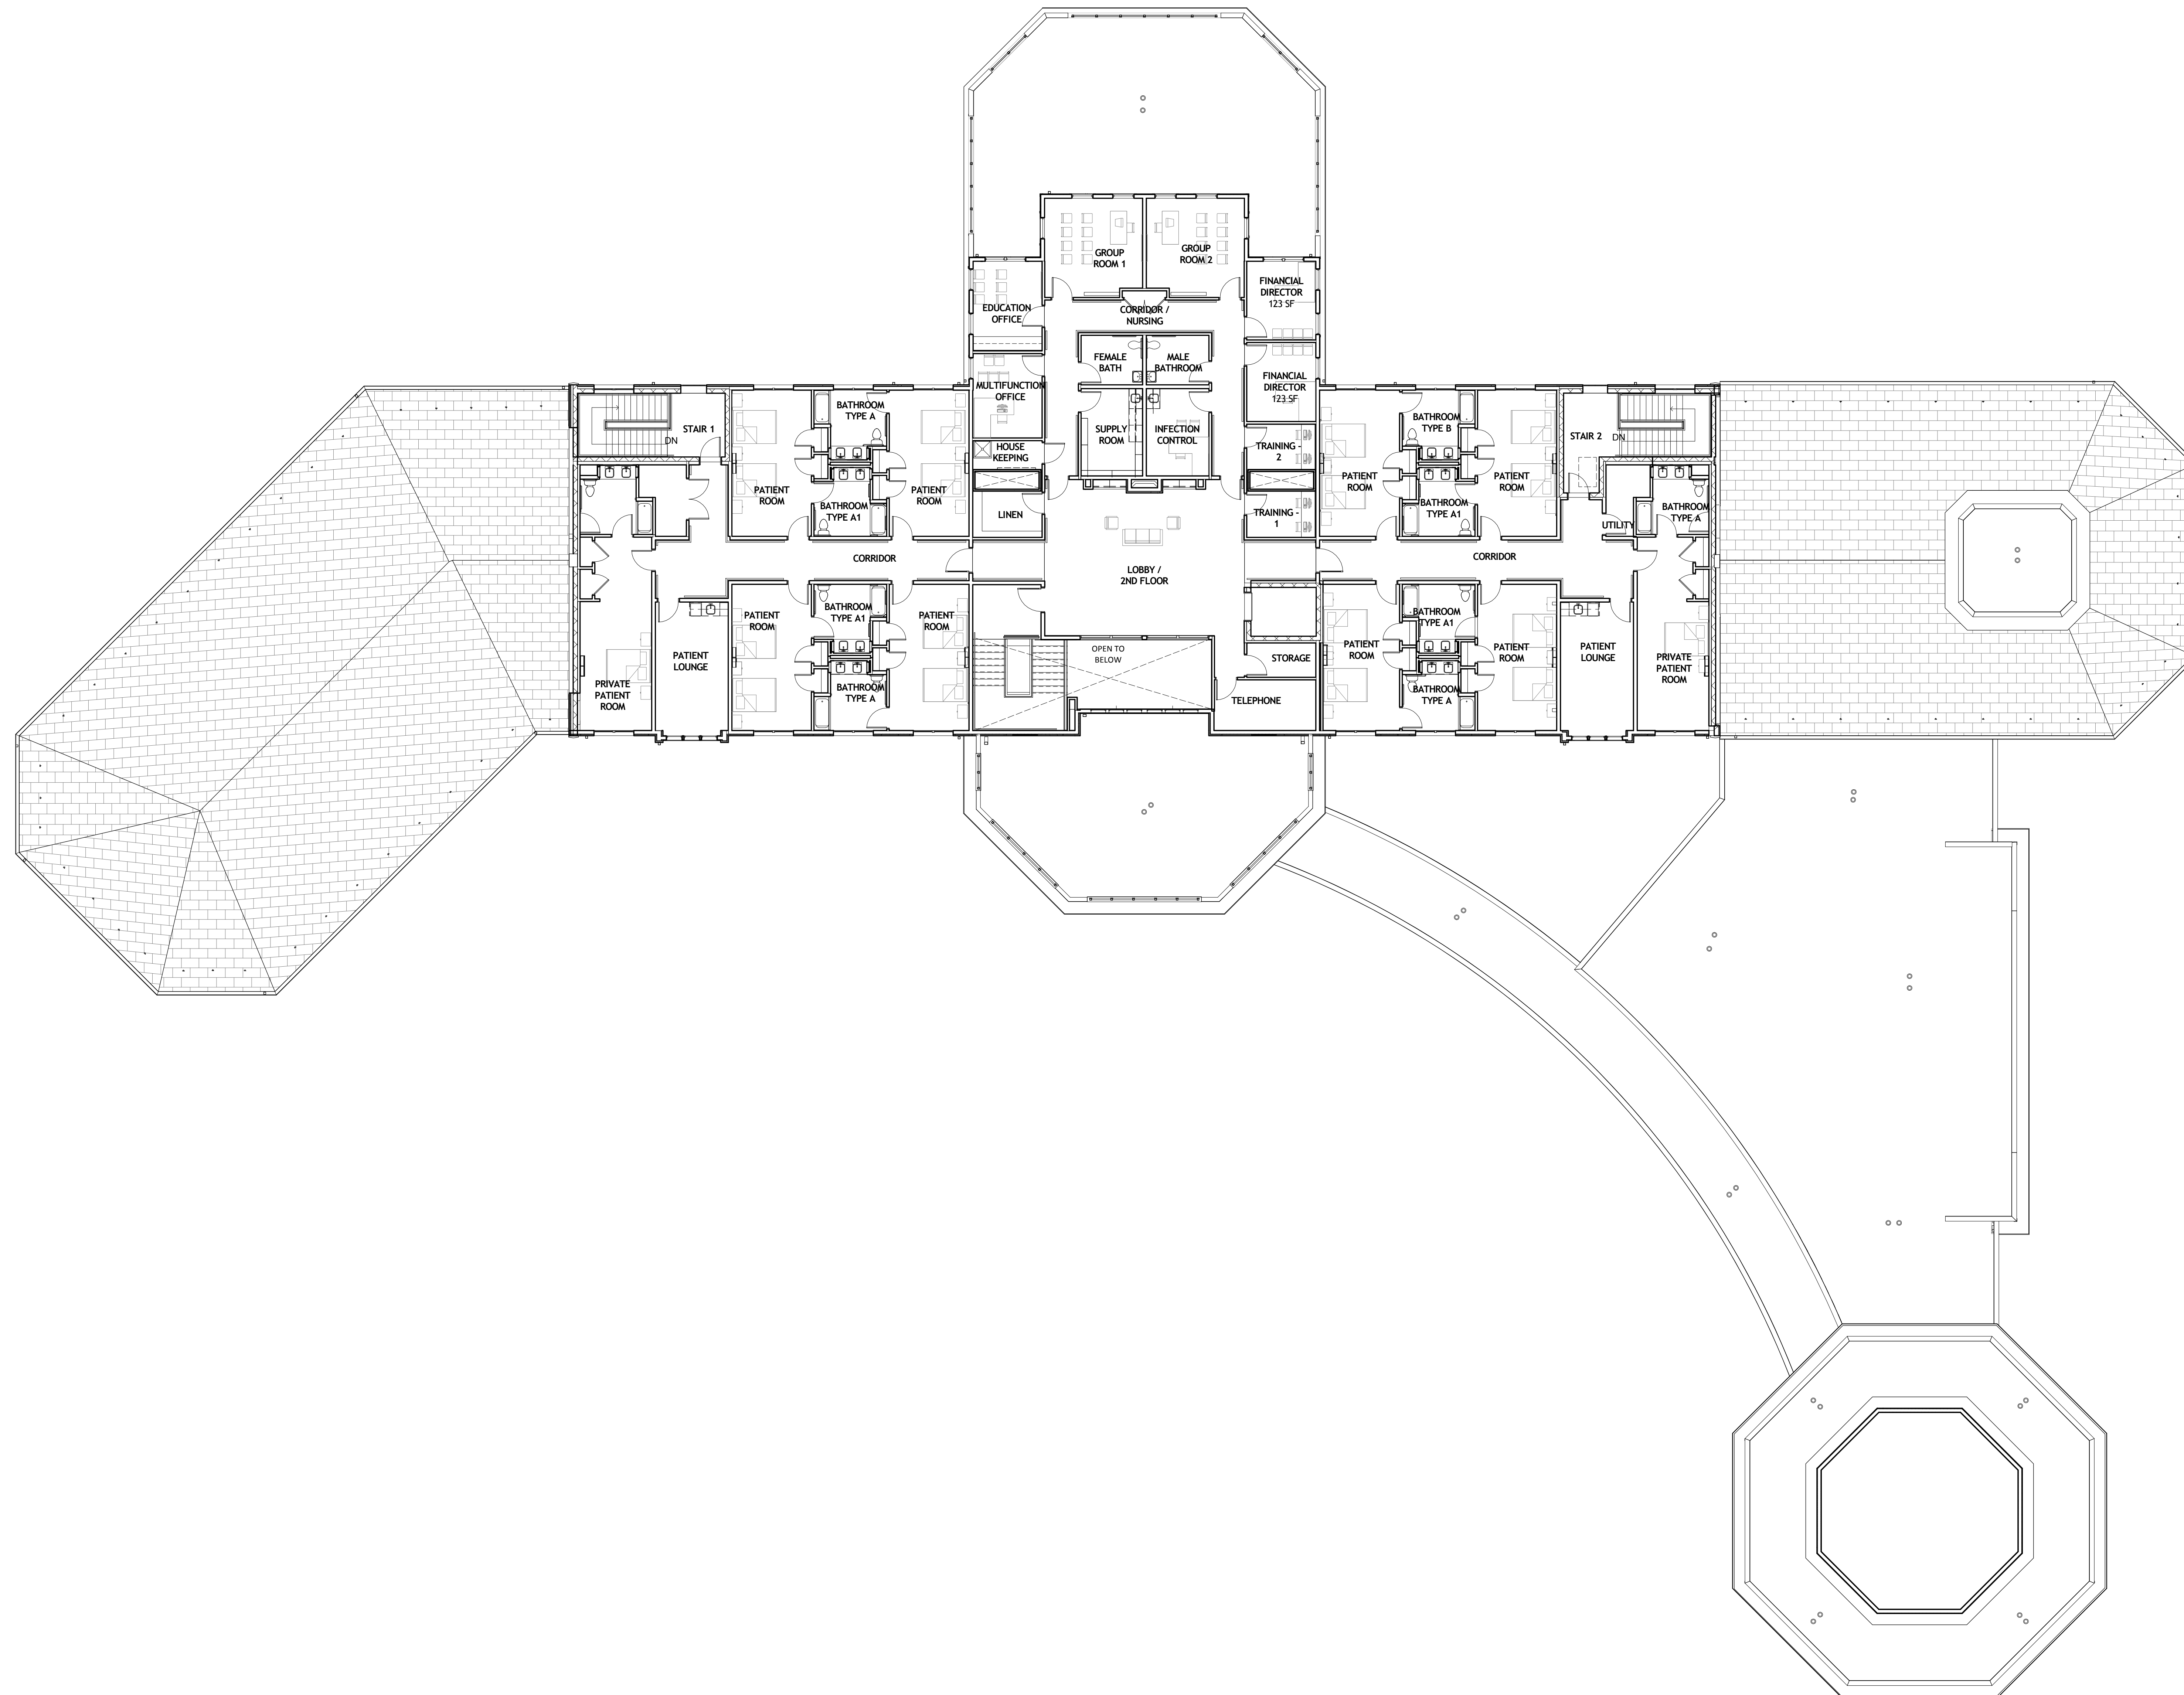 GROUP
ROOM 1
GROUP
ROOM 2
EDUCATION
OFFICE
CORRIDOR /
NURSING
FINANCIAL
DIRECTOR
123 SF
FEMALE
BATH
MALE
BATHROOM
MULTIFUNCTION
OFFICE
FINANCIAL
DIRECTOR
123 SF
STAIR 1
DN
BATHROOM
TYPE A
SUPPLY
ROOM
INFECTION
CONTROL
HOUSE
KEEPING
TRAINING -
2
BATHROOM
TYPE B
STAIR 2
DN
PATIENT
ROOM
BATHROOM
TYPE A1
PATIENT
ROOM
LINEN
TRAINING -
1
PATIENT
ROOM
BATHROOM
TYPE A1
PATIENT
ROOM
UTILITY
BATHROOM
TYPE A
CORRIDOR
LOBBY /
2ND FLOOR
CORRIDOR
PATIENT
ROOM
BATHROOM
TYPE A1
PATIENT
ROOM
BATHROOM
TYPE A1
PRIVATE
PATIENT
ROOM
PATIENT
LOUNGE
BATHROOM
TYPE A
OPEN TO
BELOW
STORAGE
TELEPHONE
PATIENT
ROOM
BATHROOM
TYPE A
PATIENT
ROOM
PATIENT
LOUNGE
PRIVATE
PATIENT
ROOM